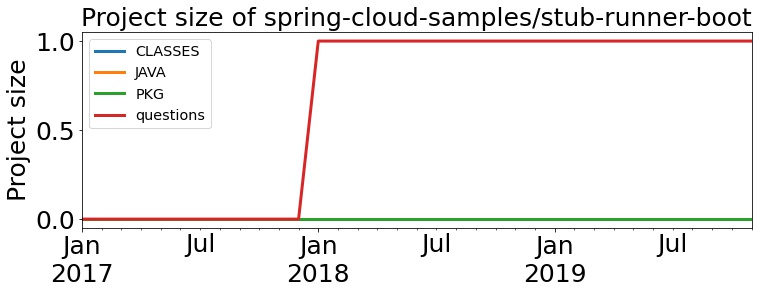 Project size of spring-cloud-samples/stub-runner-boot
Project size
1.0
0.5
0.0
CLASSES
JAVA
PKG
questions
Jan Jul Jan Jul Jan Jul
2017 2018 2019